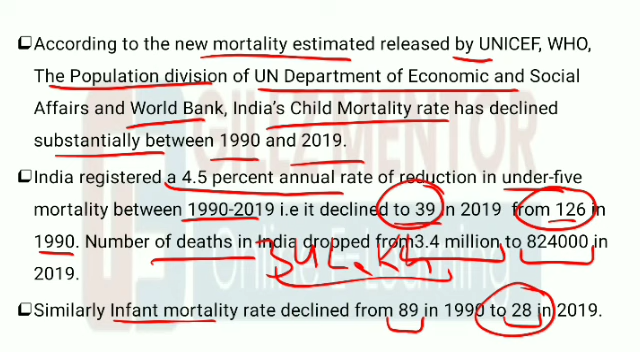 ❑According to the new mortality estimated released by UNICEF, WHO,
The Population division of UN Department of Economic and Social
Affairs and World Bank, India's Child Mortality rate has declined
substantially between 1990 and 2019.
❑India registered a 4.5 percent annual rate of reduction in under-five
mortality between 1990-2019 i.e it declined to 39 in 2019 from 126 in
1990. Number of deaths in India dropped from3.4 million to 824000 in
34L
2019.
❑Similarly Infant mortality rate declined from 89 in 1990 to 28 in 2019.